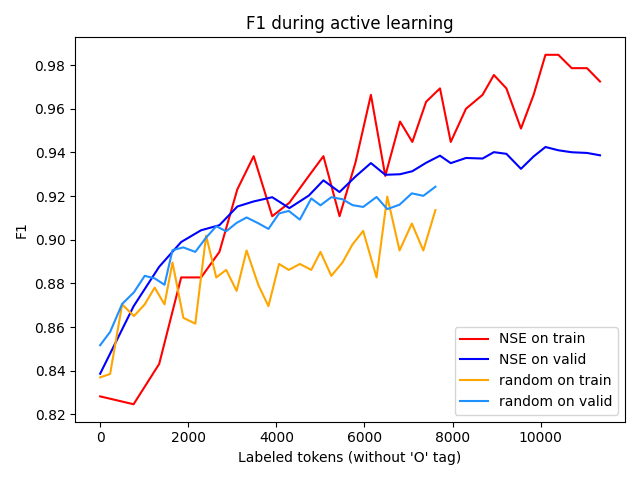 F1 during active learning
0.98
0.96
0.94
0.92
0.90
0.88
0.86
0.84
0.82
F1
NSE on train
NSE on valid
random on train
random on valid
0 2000 4000 6000 8000 10000
Labeled tokens (without 'O' tag)